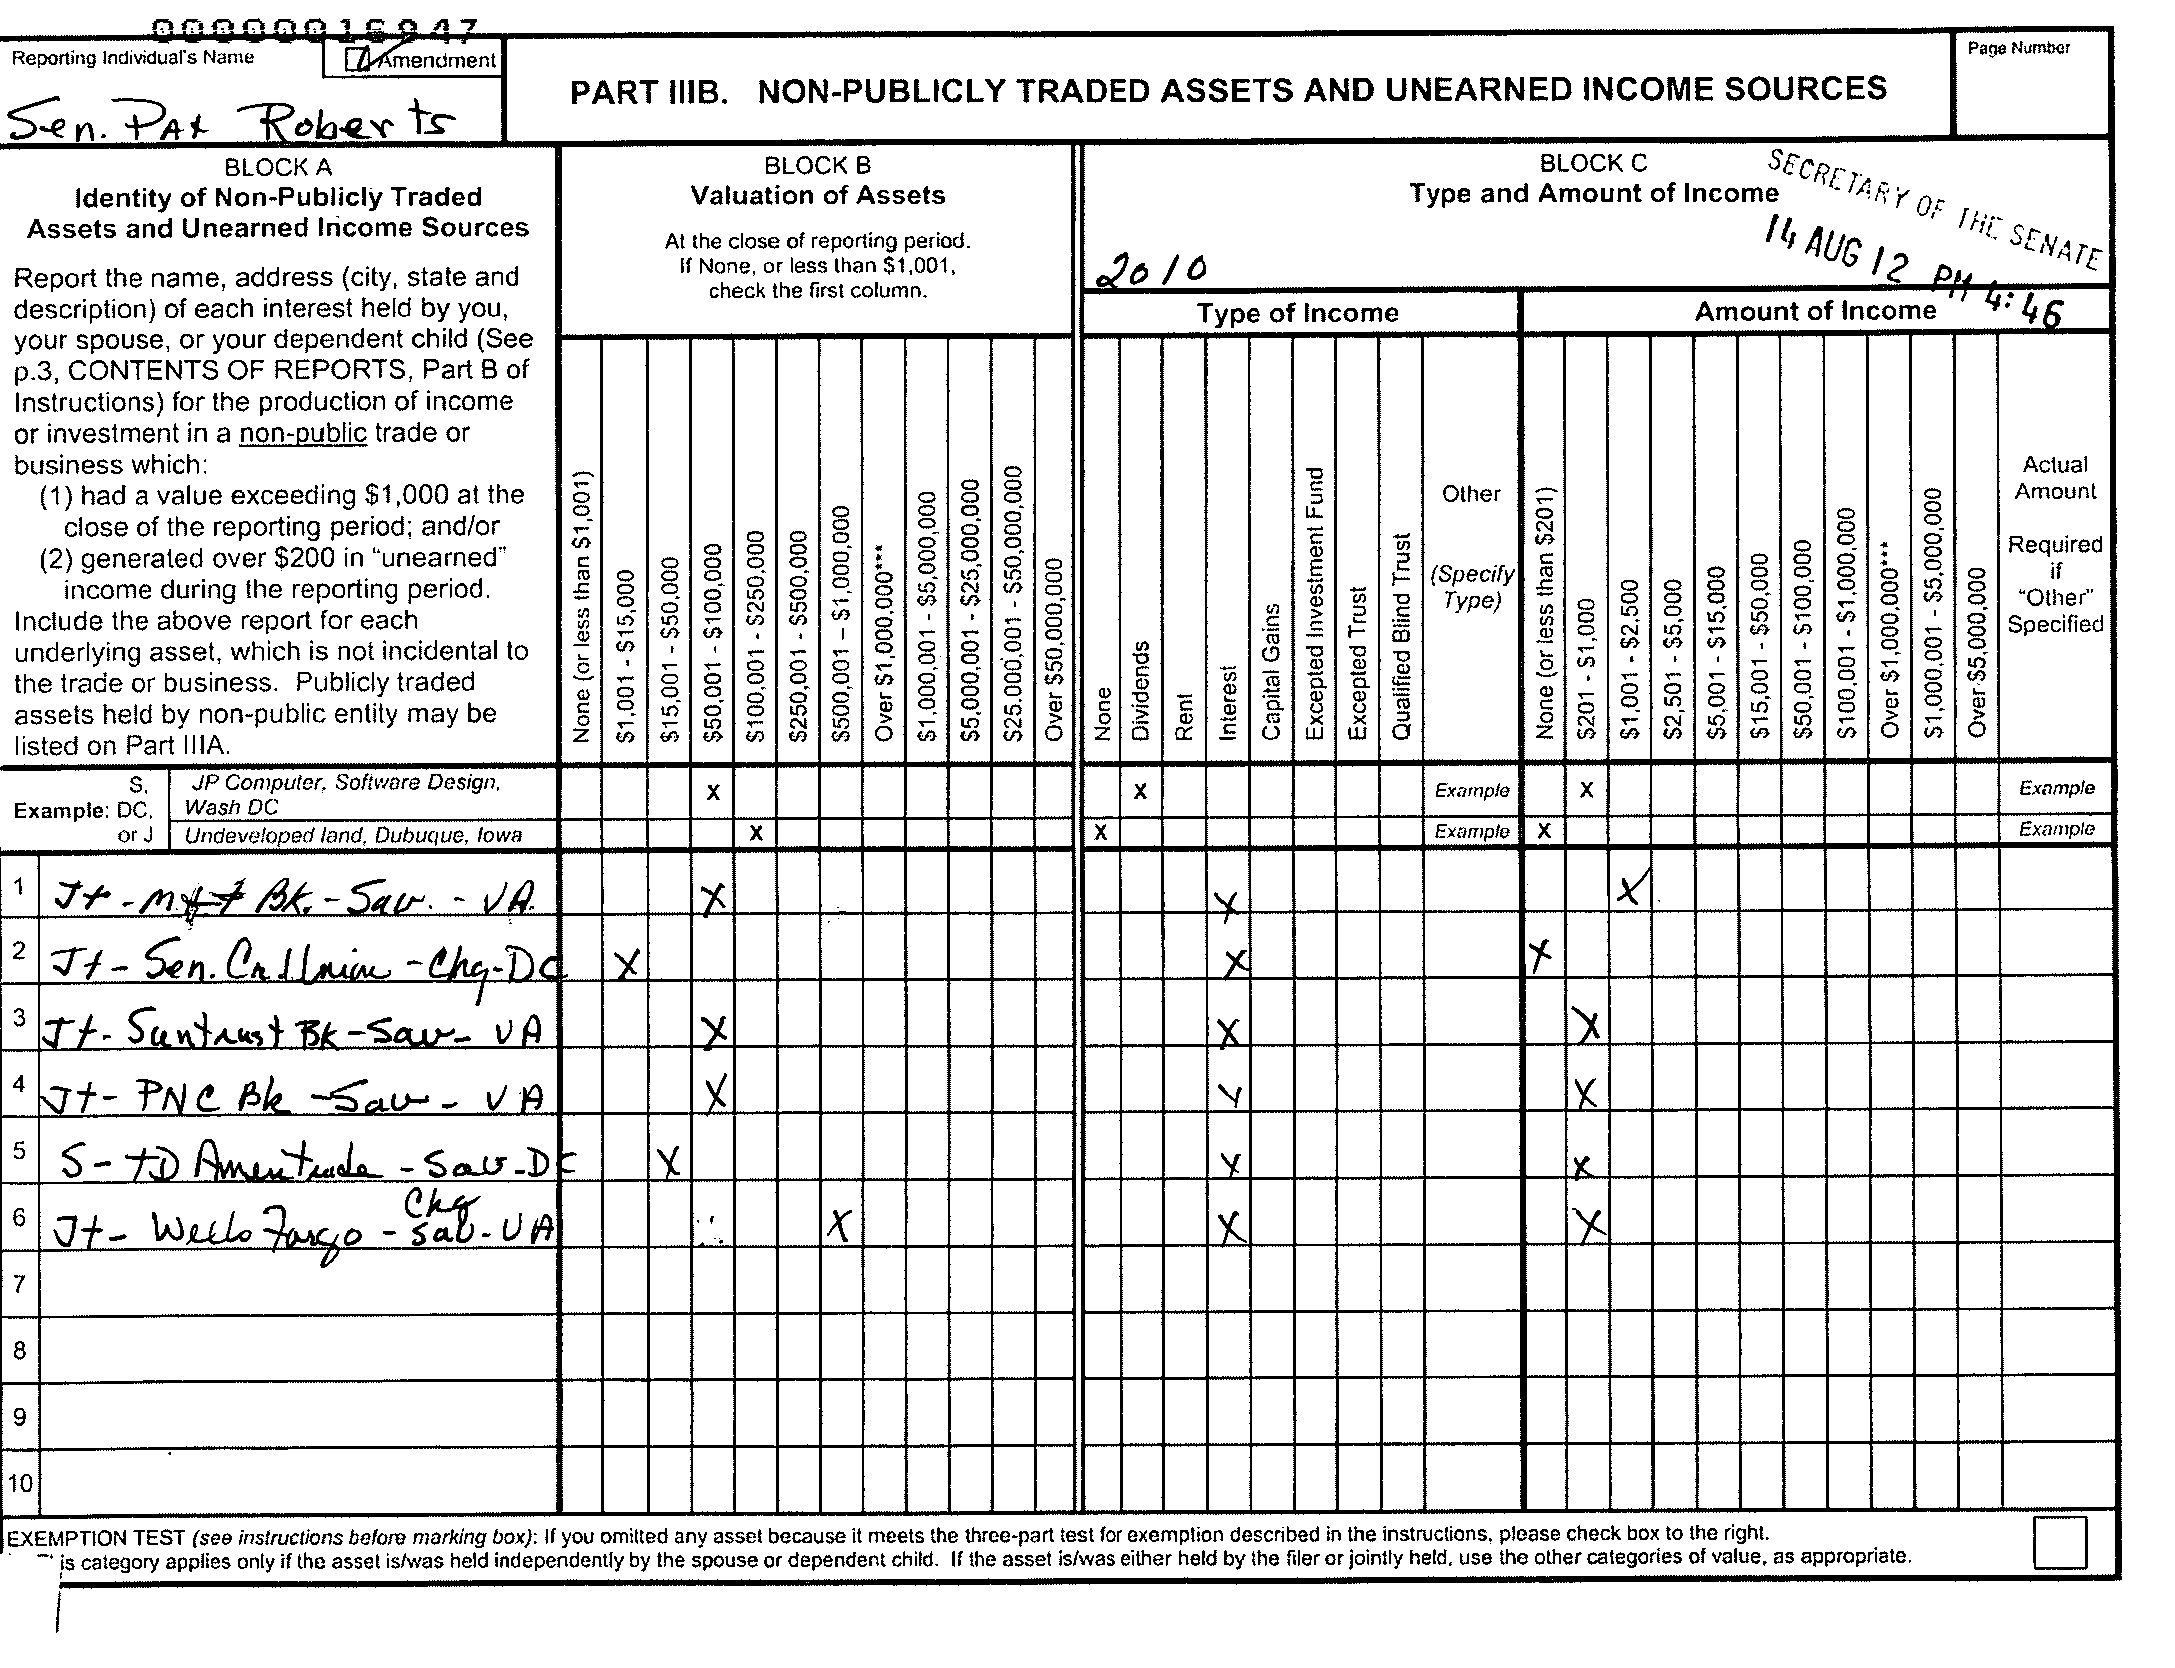 00000016947
Reporting Individual's Name
Amendment
Sen. Pat Roberts
PART IIIB. NON-PUBLICLY TRADED ASSETS AND UNEARNED INCOME SOURCES
Page Number
BLOCK A
Identity of Non-Publicly Traded
Assets and Unearned Income Sources
Report the name, address (city, state and
description) of each interest held by you,
your spouse, or your dependent child (See
p.3, CONTENTS OF REPORTS, Part B of
Instructions) for the production of income
or investment in a non-public trade or
business which:
(1) had a value exceeding $1,000 at the
close of the reporting period; and/or
(2) generated over $200 in "unearned"
income during the reporting period.
Include the above report for each
underlying asset, which is not incidental to
the trade or business. Publicly traded
assets held by non-public entity may be
listed on Part IIIA.
BLOCK B
Valuation of Assets
At the close of reporting period.
If None, or less than $1,001,
check the first column.
None (or less than $1,001)
$1,001 - $15,000
$15,001 - $50,000
$50,001 - $100,000
$100,001 - $250,000
$250,001 - $500,000
$500,001 – $1,000,000
Over $1,000,000***
$1,000,001 - $5,000,000
$5,000,001 - $25,000,000
$25,000,001 - $50,000,000
Over $50,000,000
BLOCK C
Type and Amount of Income
SECRETARY OF THE SENATE
14 AUG 12 PM 4:46
2010
Type of Income
Amount of Income
None
Dividends
Rent
Interest
Capital Gains
Excepted Investment Fund
Excepted Trust
Qualified Blind Trust
Other
(Specify
Type)
None (or less than $201)
$201 - $1,000
$1,001 - $2,500
$2,501 - $5,000
$5,001 - $15,000
$15,001 - $50,000
$50,001 - $100,000
$100,001 - $1,000,000
Over $1,000,000***
$1,000,001 - $5,000,000
Over $5,000,000
Actual
Amount
Required
if
"Other"
Specified
S,
Example: DC,
or J
JP Computer, Software Design,
Wash DC
X X Example X Example
Undeveloped land, Dubuque, Iowa X X Example X Example
1 Jt - M&T Bk. - Sav. - VA. X X X
2 Jt - Sen. Cr Union - Chg - DC X X X
3 Jt - Suntrust Bk - Sav - VA X X X
4 Jt - PNC Bk - Sav - VA X X X
5 S - TD Ameritrade - Sav - DC X X X
Chg
6 Jt - Wells Fargo - Sav - VA X X X
7
8
9
10
EXEMPTION TEST (see instructions before marking box): If you omitted any asset because it meets the three-part test for exemption described in the instructions, please check box to the right.
is category applies only if the asset is/was held independently by the spouse or dependent child. If the asset is/was either held by the filer or jointly held, use the other categories of value, as appropriate.